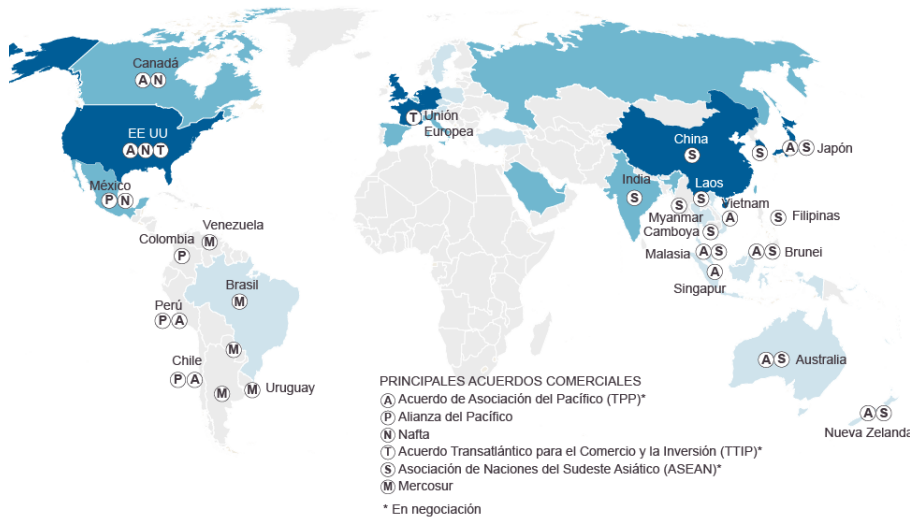 Canadá
A N
EE UU
A N T
México
P N
Venezuela
M
Colombia
P
Brasil
M
Perú
P A
M
Chile
P A
M
M Uruguay
T Unión
Europea
China
S
S
A S Japón
India
S
Laos
S
Myanmar
S
Vietnam
A
S Filipinas
Camboya
S
Malasia A S
A S Brunei
A
Singapur
A S Australia
A S
Nueva Zelanda
PRINCIPALES ACUERDOS COMERCIALES
A Acuerdo de Asociación del Pacífico (TPP)*
P Alianza del Pacífico
N Nafta
T Acuerdo Transatlántico para el Comercio y la Inversión (TTIP)*
S Asociación de Naciones del Sudeste Asiático (ASEAN)*
M Mercosur
* En negociación